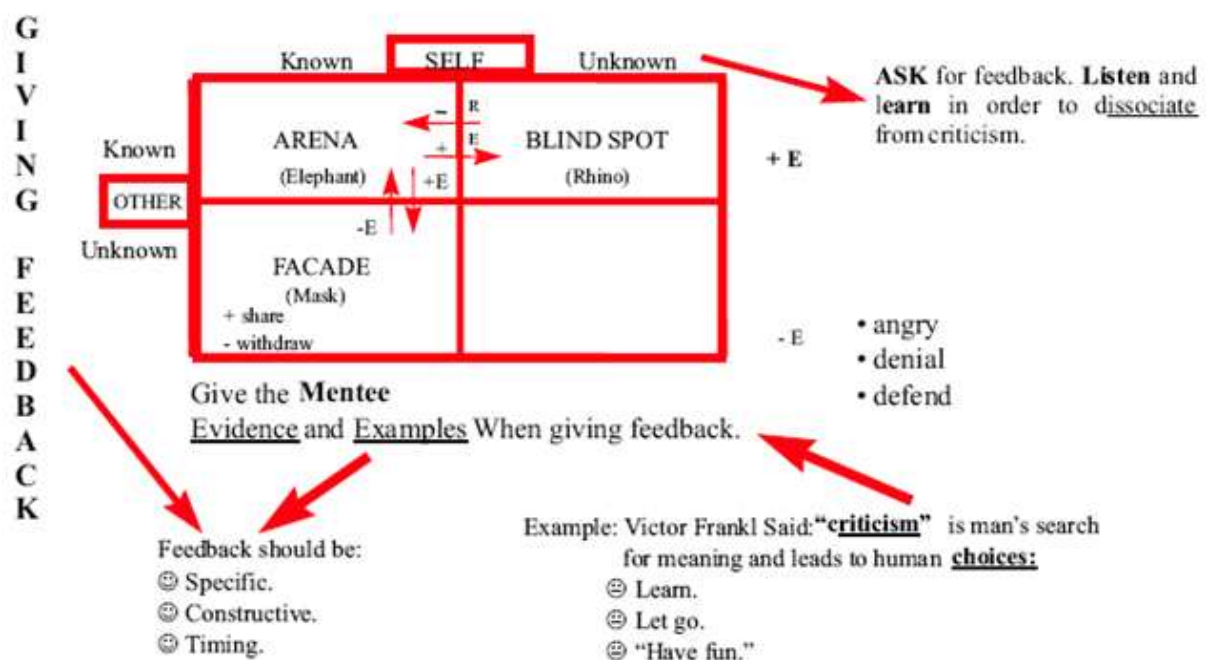 GIVING FEEDBACK
Known SELF Unknown
ASK for feedback. Listen and
learn in order to dissociate
from criticism.
Known
OTHER
Unknown
ARENA
(Elephant)
– R
+ E
BLIND SPOT
(Rhino)
+ E
+E
-E
FACADE
(Mask)
+ share
- withdraw
- E
• angry
• denial
• defend
Give the Mentee
Evidence and Examples When giving feedback.
Feedback should be:
☺ Specific.
☺ Constructive.
☺ Timing.
Example: Victor Frankl Said: “criticism” is man’s search
for meaning and leads to human choices:
😐 Learn.
😐 Let go.
😐 “Have fun.”